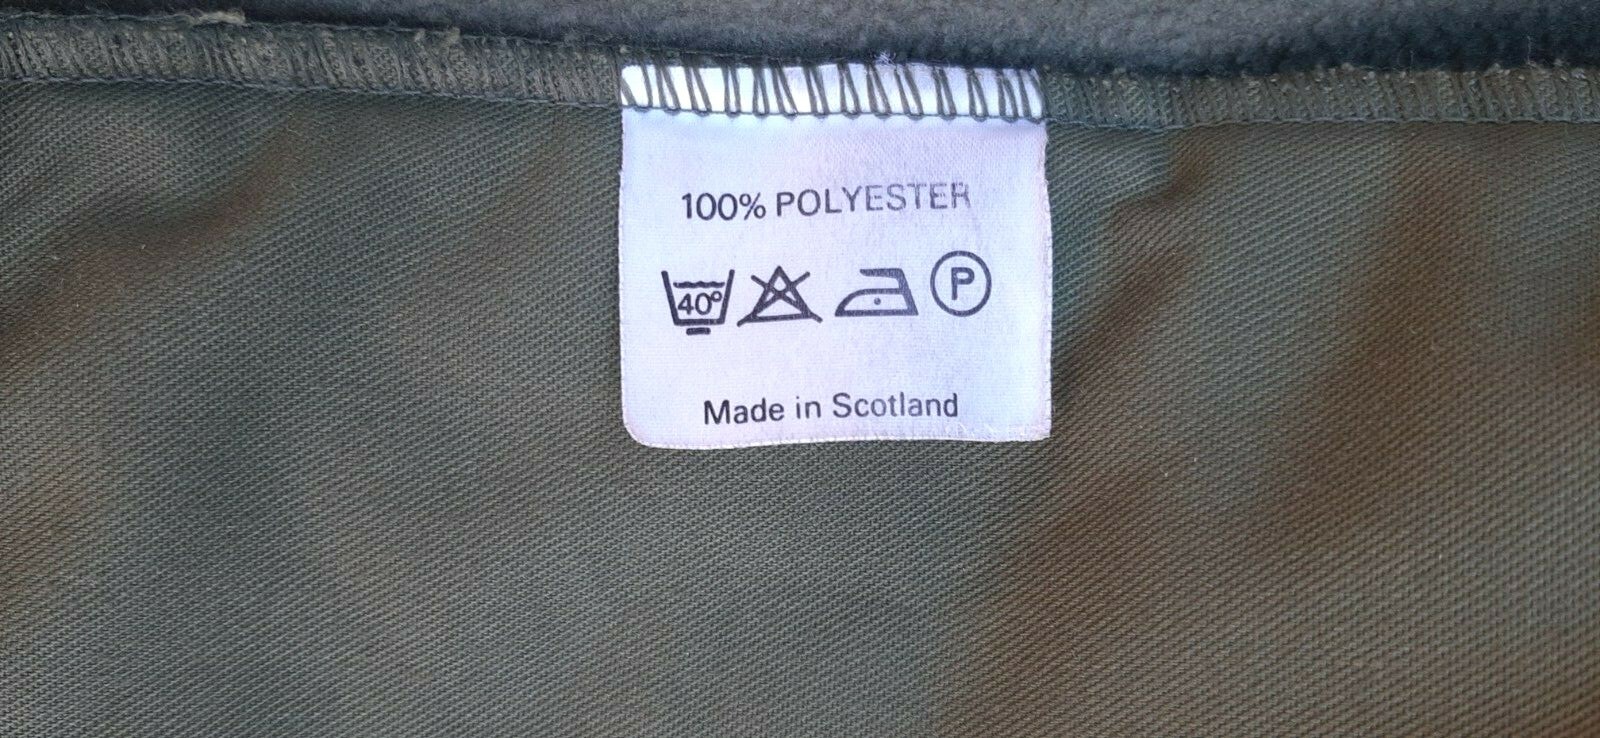 100% POLYESTER
40° P
Made in Scotland